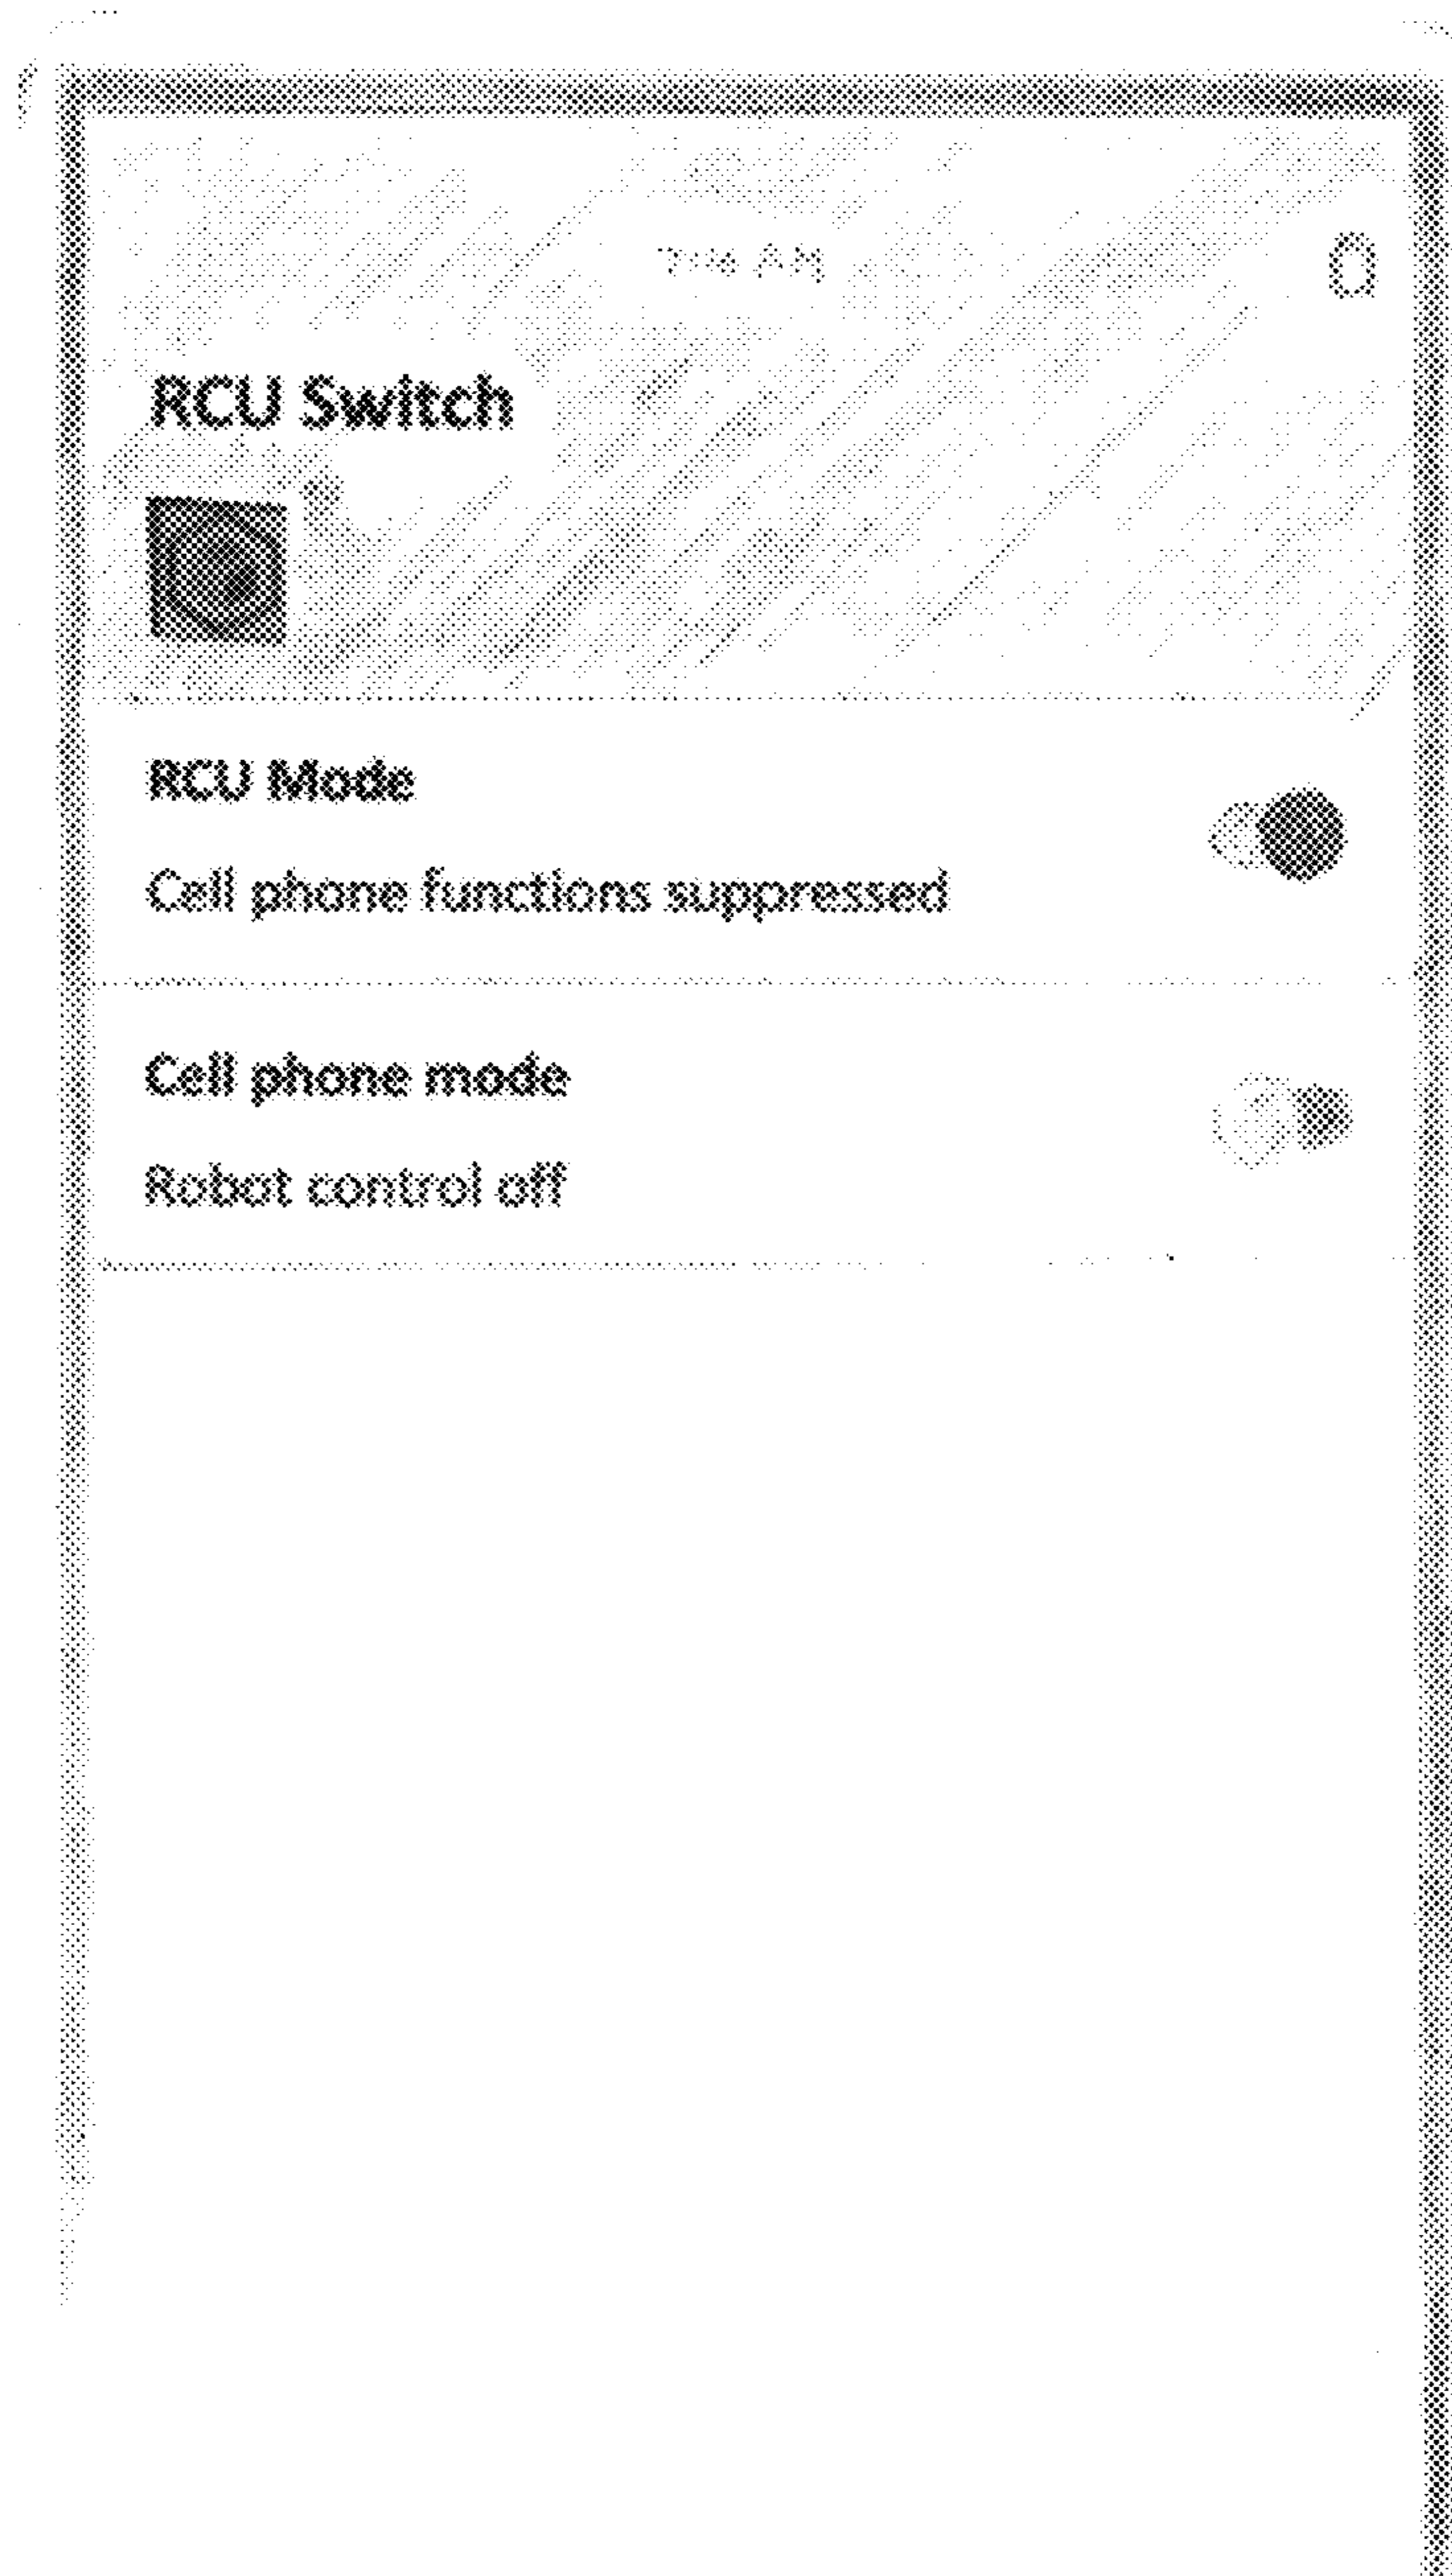 RCU Switch
RCU Mode
Cell phone functions suppressed
Cell phone mode
Robot control off